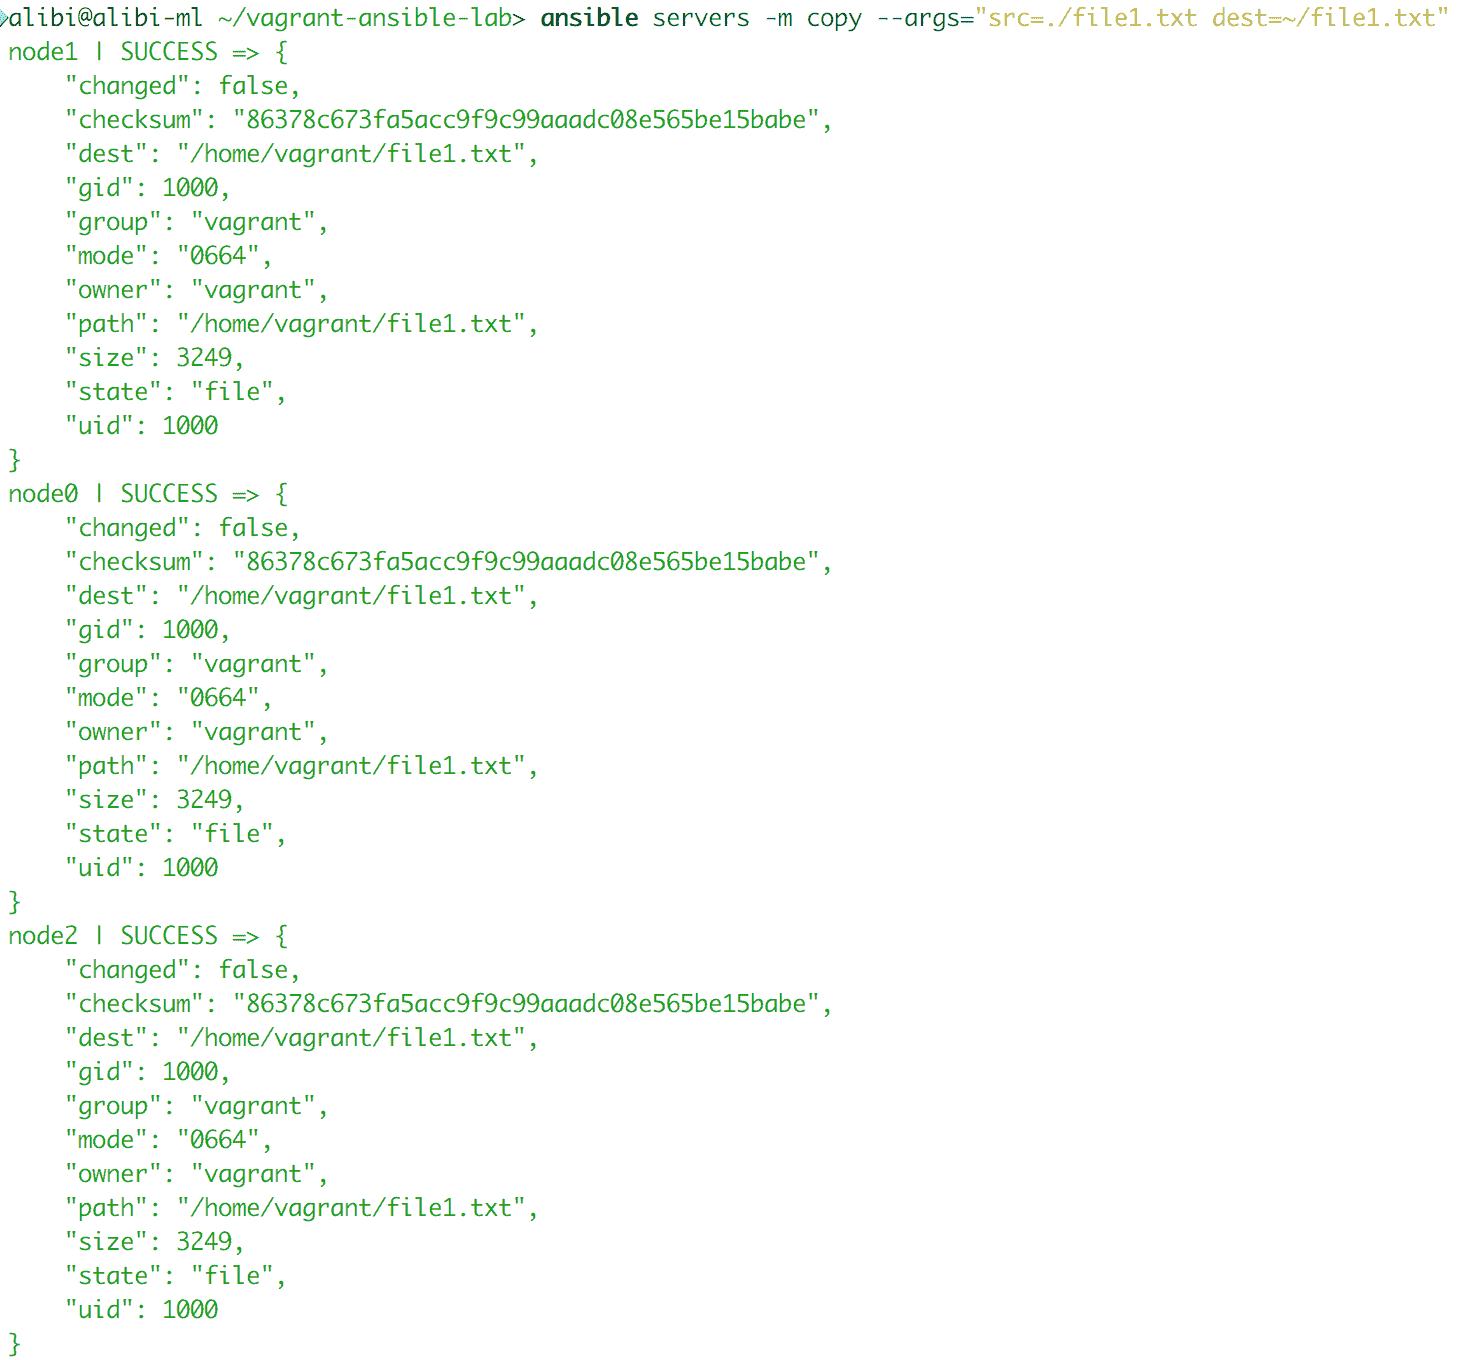 alibi@alibi-ml ~/vagrant-ansible-lab> ansible servers -m copy --args="src=./file1.txt dest=~/file1.txt"
node1 | SUCCESS => {
    "changed": false,
    "checksum": "86378c673fa5acc9f9c99aaadc08e565be15babe",
    "dest": "/home/vagrant/file1.txt",
    "gid": 1000,
    "group": "vagrant",
    "mode": "0664",
    "owner": "vagrant",
    "path": "/home/vagrant/file1.txt",
    "size": 3249,
    "state": "file",
    "uid": 1000
}
node0 | SUCCESS => {
    "changed": false,
    "checksum": "86378c673fa5acc9f9c99aaadc08e565be15babe",
    "dest": "/home/vagrant/file1.txt",
    "gid": 1000,
    "group": "vagrant",
    "mode": "0664",
    "owner": "vagrant",
    "path": "/home/vagrant/file1.txt",
    "size": 3249,
    "state": "file",
    "uid": 1000
}
node2 | SUCCESS => {
    "changed": false,
    "checksum": "86378c673fa5acc9f9c99aaadc08e565be15babe",
    "dest": "/home/vagrant/file1.txt",
    "gid": 1000,
    "group": "vagrant",
    "mode": "0664",
    "owner": "vagrant",
    "path": "/home/vagrant/file1.txt",
    "size": 3249,
    "state": "file",
    "uid": 1000
}